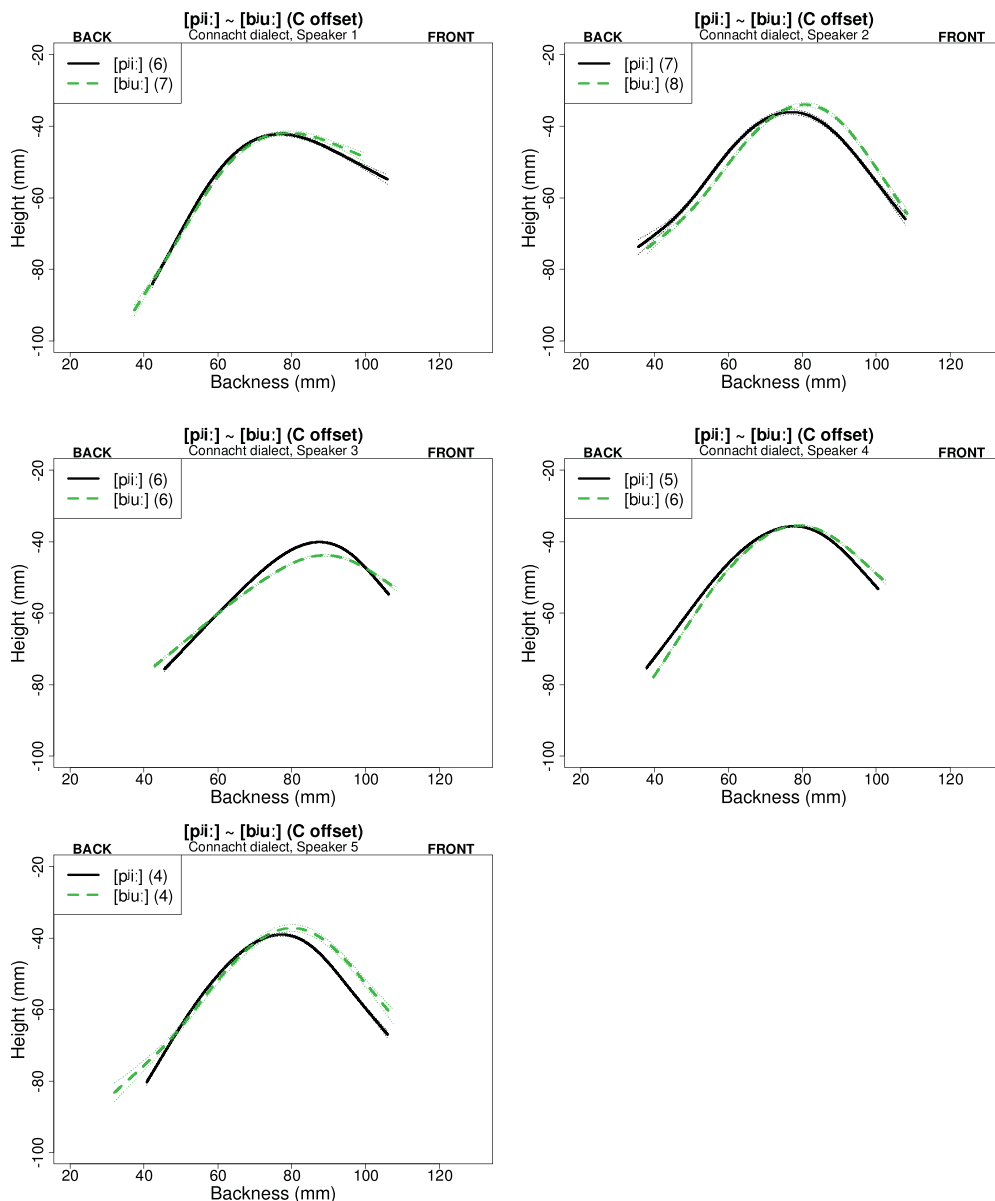 [pʲiː] ~ [bʲuː] (C offset)
Connacht dialect, Speaker 1
BACK FRONT
[pʲiː] (6)
[bʲuː] (7)
Height (mm)
-20
-40
-60
-80
-100
20 40 60 80 100 120
Backness (mm)
[pʲiː] ~ [bʲuː] (C offset)
Connacht dialect, Speaker 2
BACK FRONT
[pʲiː] (7)
[bʲuː] (8)
Height (mm)
-20
-40
-60
-80
-100
20 40 60 80 100 120
Backness (mm)
[pʲiː] ~ [bʲuː] (C offset)
Connacht dialect, Speaker 3
BACK FRONT
[pʲiː] (6)
[bʲuː] (6)
Height (mm)
-20
-40
-60
-80
-100
20 40 60 80 100 120
Backness (mm)
[pʲiː] ~ [bʲuː] (C offset)
Connacht dialect, Speaker 4
BACK FRONT
[pʲiː] (5)
[bʲuː] (6)
Height (mm)
-20
-40
-60
-80
-100
20 40 60 80 100 120
Backness (mm)
[pʲiː] ~ [bʲuː] (C offset)
Connacht dialect, Speaker 5
BACK FRONT
[pʲiː] (4)
[bʲuː] (4)
Height (mm)
-20
-40
-60
-80
-100
20 40 60 80 100 120
Backness (mm)